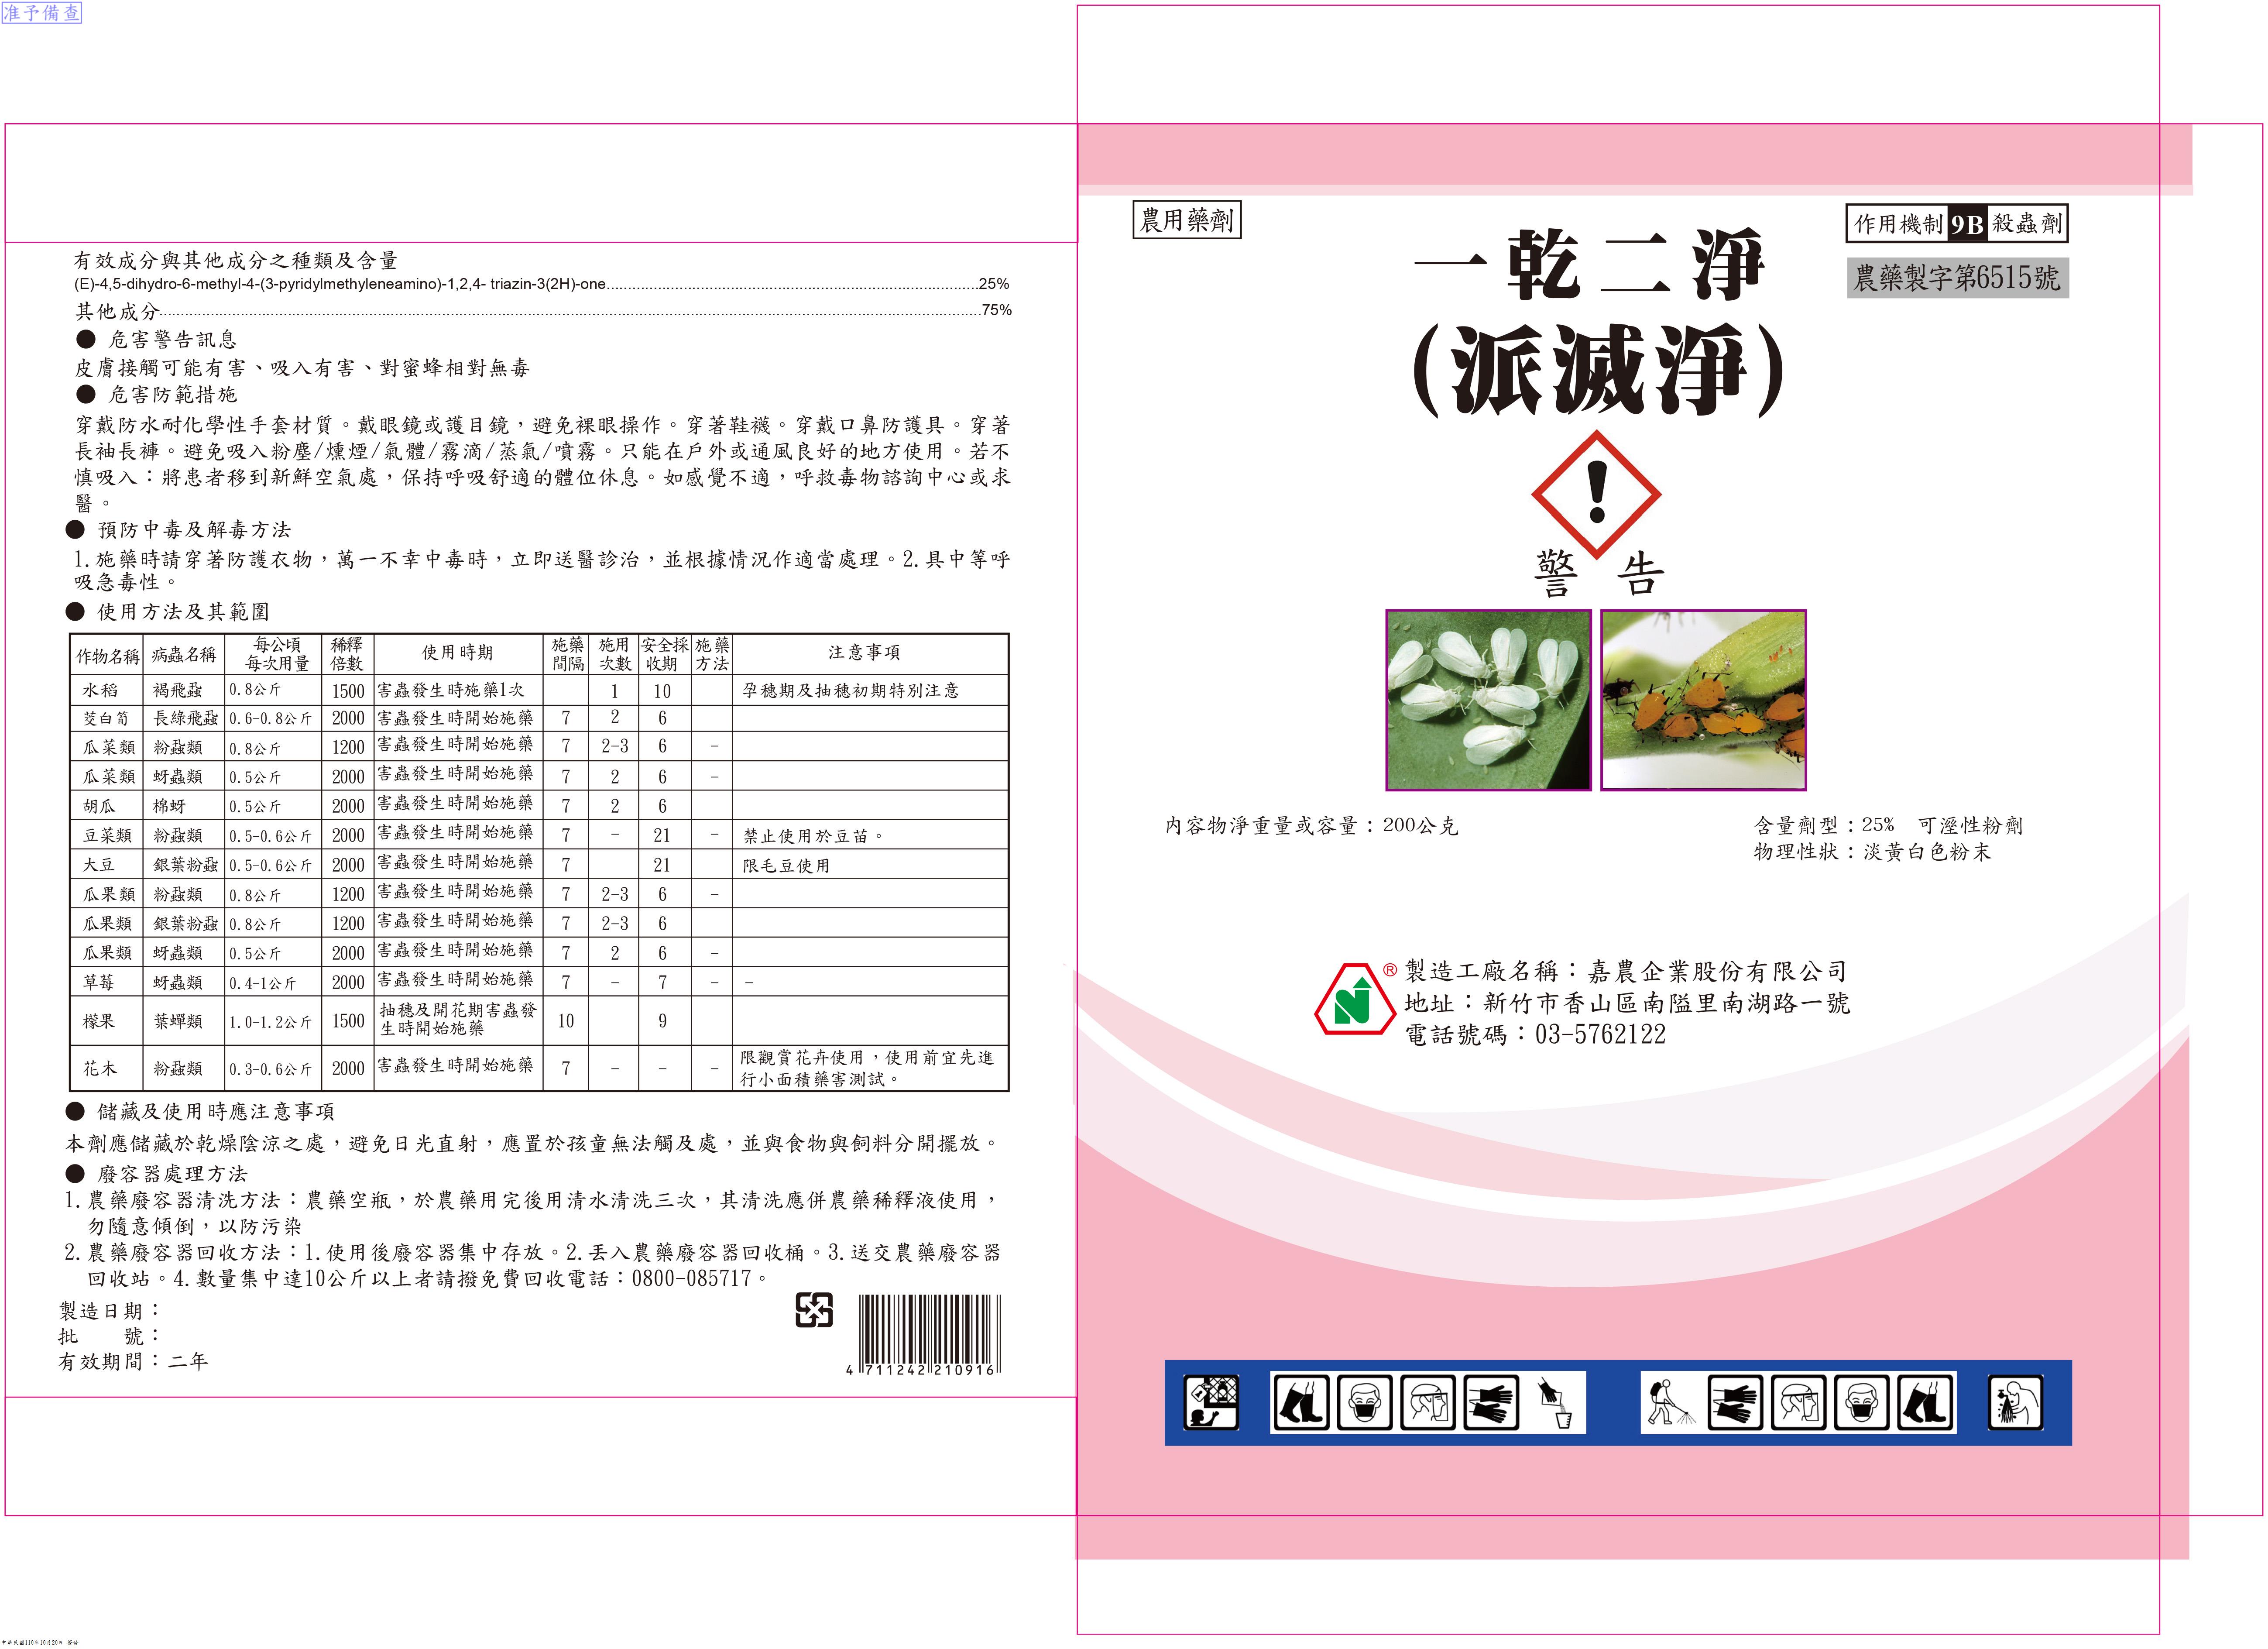 准予備查
有效成分與其他成分之種類及含量
(E)-4,5-dihydro-6-methyl-4-(3-pyridylmethyleneamino)-1,2,4- triazin-3(2H)-one...25%
其他成分...75%
● 危害警告訊息
皮膚接觸可能有害、吸入有害、對蜜蜂相對無毒
● 危害防範措施
穿戴防水耐化學性手套材質。戴眼鏡或護目鏡，避免裸眼操作。穿著鞋襪。穿戴口鼻防護具。穿著
長袖長褲。避免吸入粉塵/燻煙/氣體/霧滴/蒸氣/噴霧。只能在戶外或通風良好的地方使用。若不
慎吸入：將患者移到新鮮空氣處，保持呼吸舒適的體位休息。如感覺不適，呼救毒物諮詢中心或求
醫。
● 預防中毒及解毒方法
1.施藥時請穿著防護衣物，萬一不幸中毒時，立即送醫診治，並根據情況作適當處理。2.具中等呼
吸急毒性。
● 使用方法及其範圍
作物名稱 病蟲名稱 每公頃每次用量 稀釋倍數 使用時期 施藥間隔 施用次數 安全採收期 施藥方法 注意事項
水稻 褐飛蝨 0.8公斤 1500 害蟲發生時施藥1次 1 10 孕穗期及抽穗初期特別注意
茭白筍 長綠飛蝨 0.6-0.8公斤 2000 害蟲發生時開始施藥 7 2 6
瓜菜類 粉蝨類 0.8公斤 1200 害蟲發生時開始施藥 7 2-3 6 -
瓜菜類 蚜蟲類 0.5公斤 2000 害蟲發生時開始施藥 7 2 6 -
胡瓜 棉蚜 0.5公斤 2000 害蟲發生時開始施藥 7 2 6
豆菜類 粉蝨類 0.5-0.6公斤 2000 害蟲發生時開始施藥 7 - 21 - 禁止使用於豆苗。
大豆 銀葉粉蝨 0.5-0.6公斤 2000 害蟲發生時開始施藥 7 21 限毛豆使用
瓜果類 粉蝨類 0.8公斤 1200 害蟲發生時開始施藥 7 2-3 6 -
瓜果類 銀葉粉蝨 0.8公斤 1200 害蟲發生時開始施藥 7 2-3 6
瓜果類 蚜蟲類 0.5公斤 2000 害蟲發生時開始施藥 7 2 6 -
草莓 蚜蟲類 0.4-1公斤 2000 害蟲發生時開始施藥 7 - 7 - -
檬果 葉蟬類 1.0-1.2公斤 1500 抽穗及開花期害蟲發生時開始施藥 10 9
花木 粉蝨類 0.3-0.6公斤 2000 害蟲發生時開始施藥 7 - - - 限觀賞花卉使用，使用前宜先進行小面積藥害測試。
● 儲藏及使用時應注意事項
本劑應儲藏於乾燥陰涼之處，避免日光直射，應置於孩童無法觸及處，並與食物與飼料分開擺放。
● 廢容器處理方法
1.農藥廢容器清洗方法：農藥空瓶，於農藥用完後用清水清洗三次，其清洗應併農藥稀釋液使用，
勿隨意傾倒，以防污染
2.農藥廢容器回收方法：1.使用後廢容器集中存放。2.丟入農藥廢容器回收桶。3.送交農藥廢容器
回收站。4.數量集中達10公斤以上者請撥免費回收電話：0800-085717。
製造日期：
批　　號：
有效期間：二年
4 711242 210916
農用藥劑
作用機制 9B 殺蟲劑
農藥製字第6515號
一乾二淨
(派滅淨)
警 告
內容物淨重量或容量：200公克
含量劑型：25% 可溼性粉劑
物理性狀：淡黃白色粉末
® 製造工廠名稱：嘉農企業股份有限公司
地址：新竹市香山區南隘里南湖路一號
電話號碼：03-5762122
中華民國110年10月20日